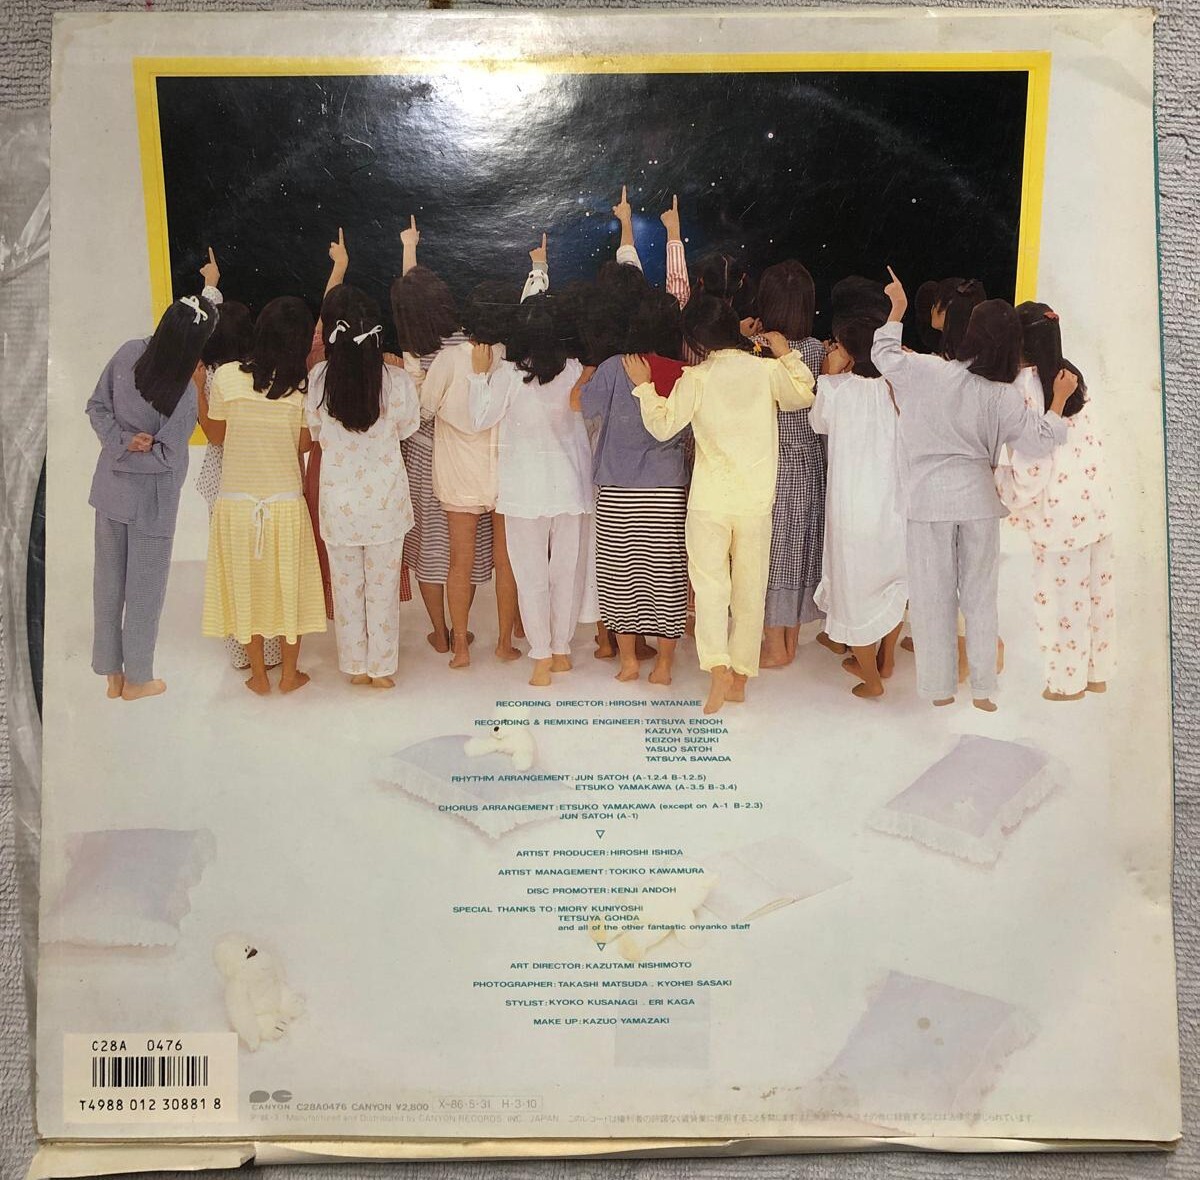 RECORDING DIRECTOR:HIROSHI WATANABE
RECORDING & REMIXING ENGINEER:TATSUYA ENDOH
KAZUYA YOSHIDA
KEIZOH SUZUKI
YASUO SATOH
TATSUYA SAWADA
RHYTHM ARRANGEMENT:JUN SATOH (A-1.2.4 B-1.2.5)
ETSUKO YAMAKAWA (A-3.5 B-3.4)
CHORUS ARRANGEMENT:ETSUKO YAMAKAWA (except on A-1 B-2.3)
JUN SATOH (A-1)
▽
ARTIST PRODUCER:HIROSHI ISHIDA
ARTIST MANAGEMENT:TOKIKO KAWAMURA
DISC PROMOTER:KENJI ANDOH
SPECIAL THANKS TO:MIORY KUNIYOSHI
TETSUYA GOHDA
and all of the other fantastic onyanko staff
▽
ART DIRECTOR:KAZUTAMI NISHIMOTO
PHOTOGRAPHER:TAKASHI MATSUDA . KYOHEI SASAKI
STYLIST:KYOKO KUSANAGI . ERI KAGA
MAKE UP:KAZUO YAMAZAKI
C28A 0476
T4988 012 30881 8
CANYON C28A0476 CANYON ¥2,800 X-86·5·31 H·3·10
Manufactured and Distributed by CANYON RECORDS, INC. JAPAN